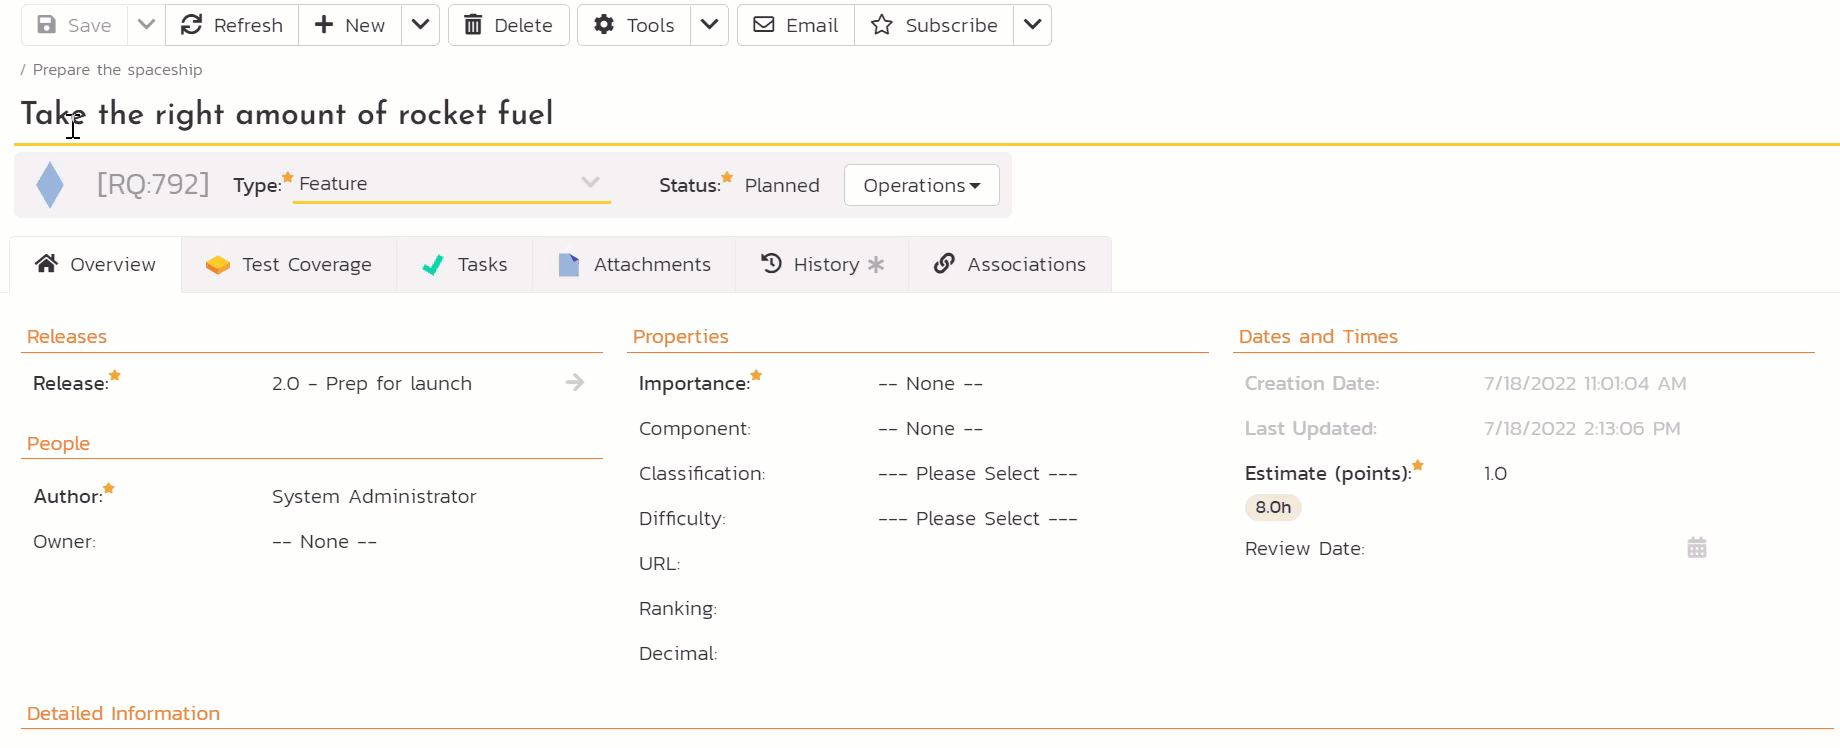 Save Refresh New Delete Tools Email Subscribe
/ Prepare the spaceship
Take the right amount of rocket fuel
[RQ:792] Type: Feature Status: Planned Operations
Overview Test Coverage Tasks Attachments History Associations
Releases Properties Dates and Times
Release: 2.0 - Prep for launch Importance: -- None -- Creation Date: 7/18/2022 11:01:04 AM
People Component: -- None -- Last Updated: 7/18/2022 2:13:06 PM
Classification: --- Please Select --- Estimate (points): 1.0
Author: System Administrator
8.0h
Difficulty: --- Please Select ---
Owner: -- None -- Review Date:
URL:
Ranking:
Decimal:
Detailed Information